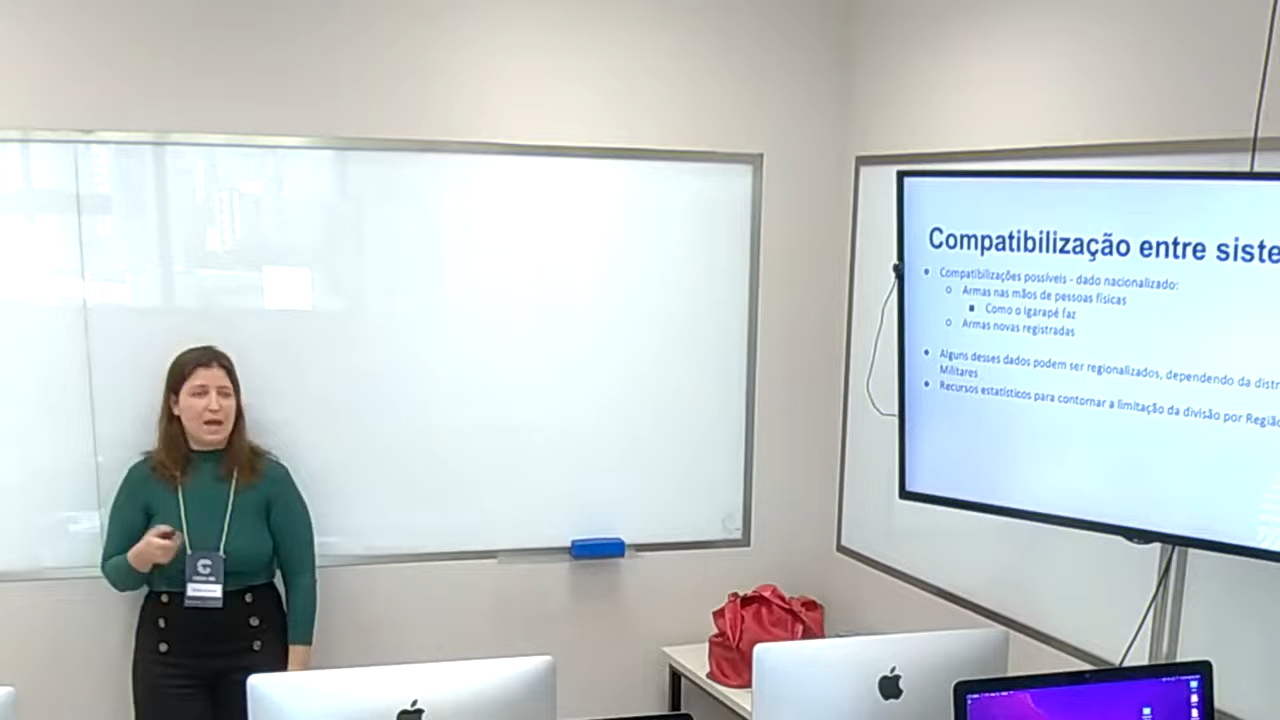 Compatibilização entre siste
Compatibilizações possíveis - dado nacionalizado:
Armas nas mãos de pessoas físicas
Como o Igarapé faz
Armas novas registradas
Alguns desses dados podem ser regionalizados, dependendo da distr
Militares
Recursos estatísticos para contornar a limitação da divisão por Região